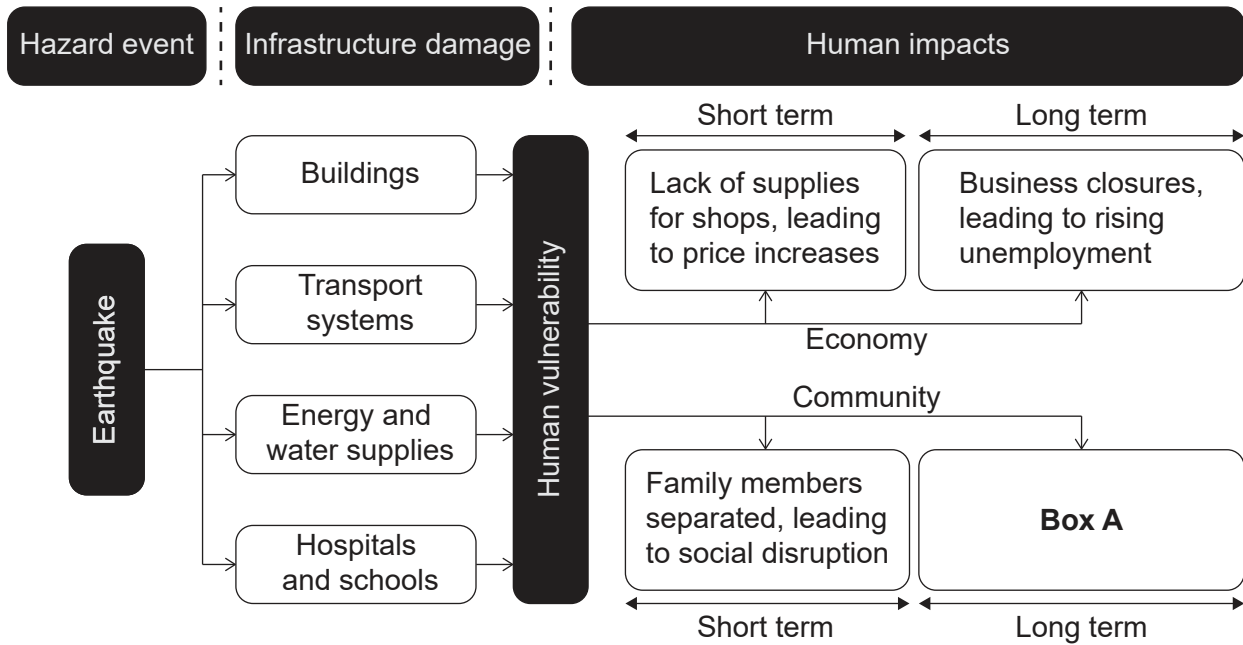 Hazard event
Infrastructure damage
Human impacts
Earthquake
Buildings
Transport
systems
Energy and
water supplies
Hospitals
and schools
Human vulnerability
Short term
Long term
Lack of supplies
for shops, leading
to price increases
Business closures,
leading to rising
unemployment
Economy
Community
Family members
separated, leading
to social disruption
Box A
Short term
Long term